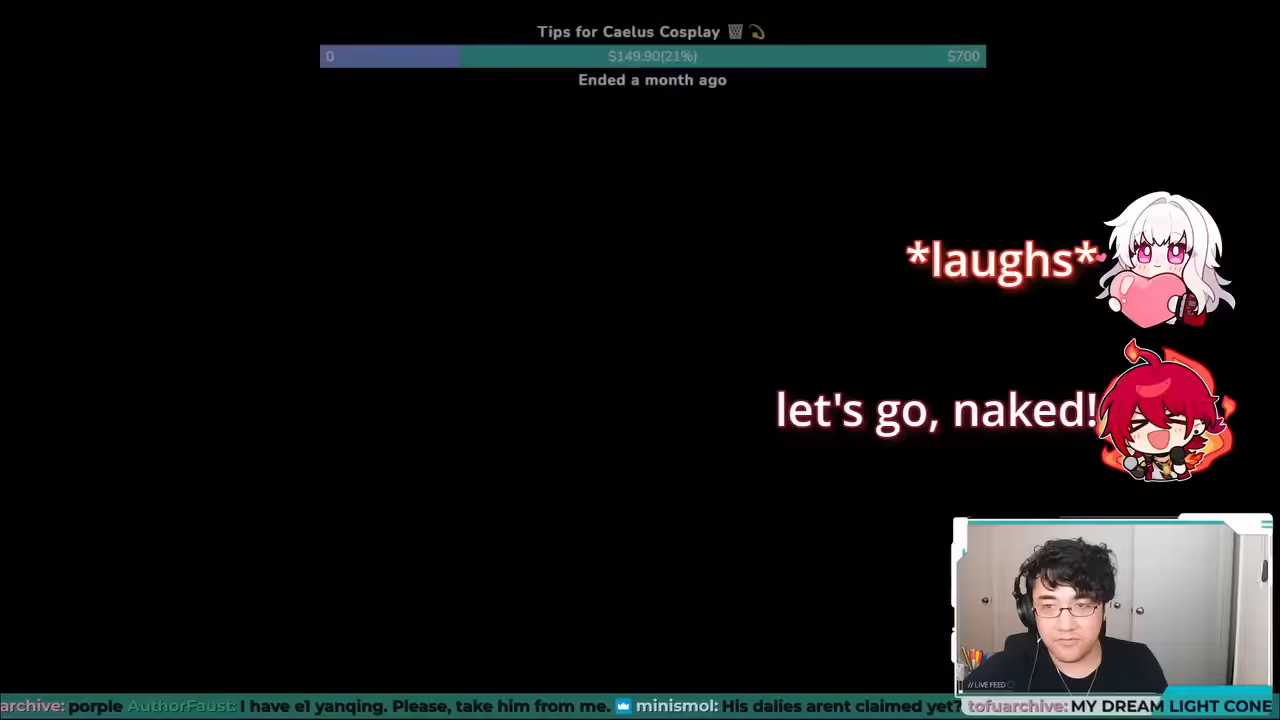 Tips for Caelus Cosplay
0 $149.90(21%) $700
Ended a month ago
*laughs*
let's go, naked!
// LIVE FEED
archive: porple AuthorFaust: I have e1 yanqing. Please, take him from me. minismol: His dalies arent claimed yet? tofuarchive: MY DREAM LIGHT CONE